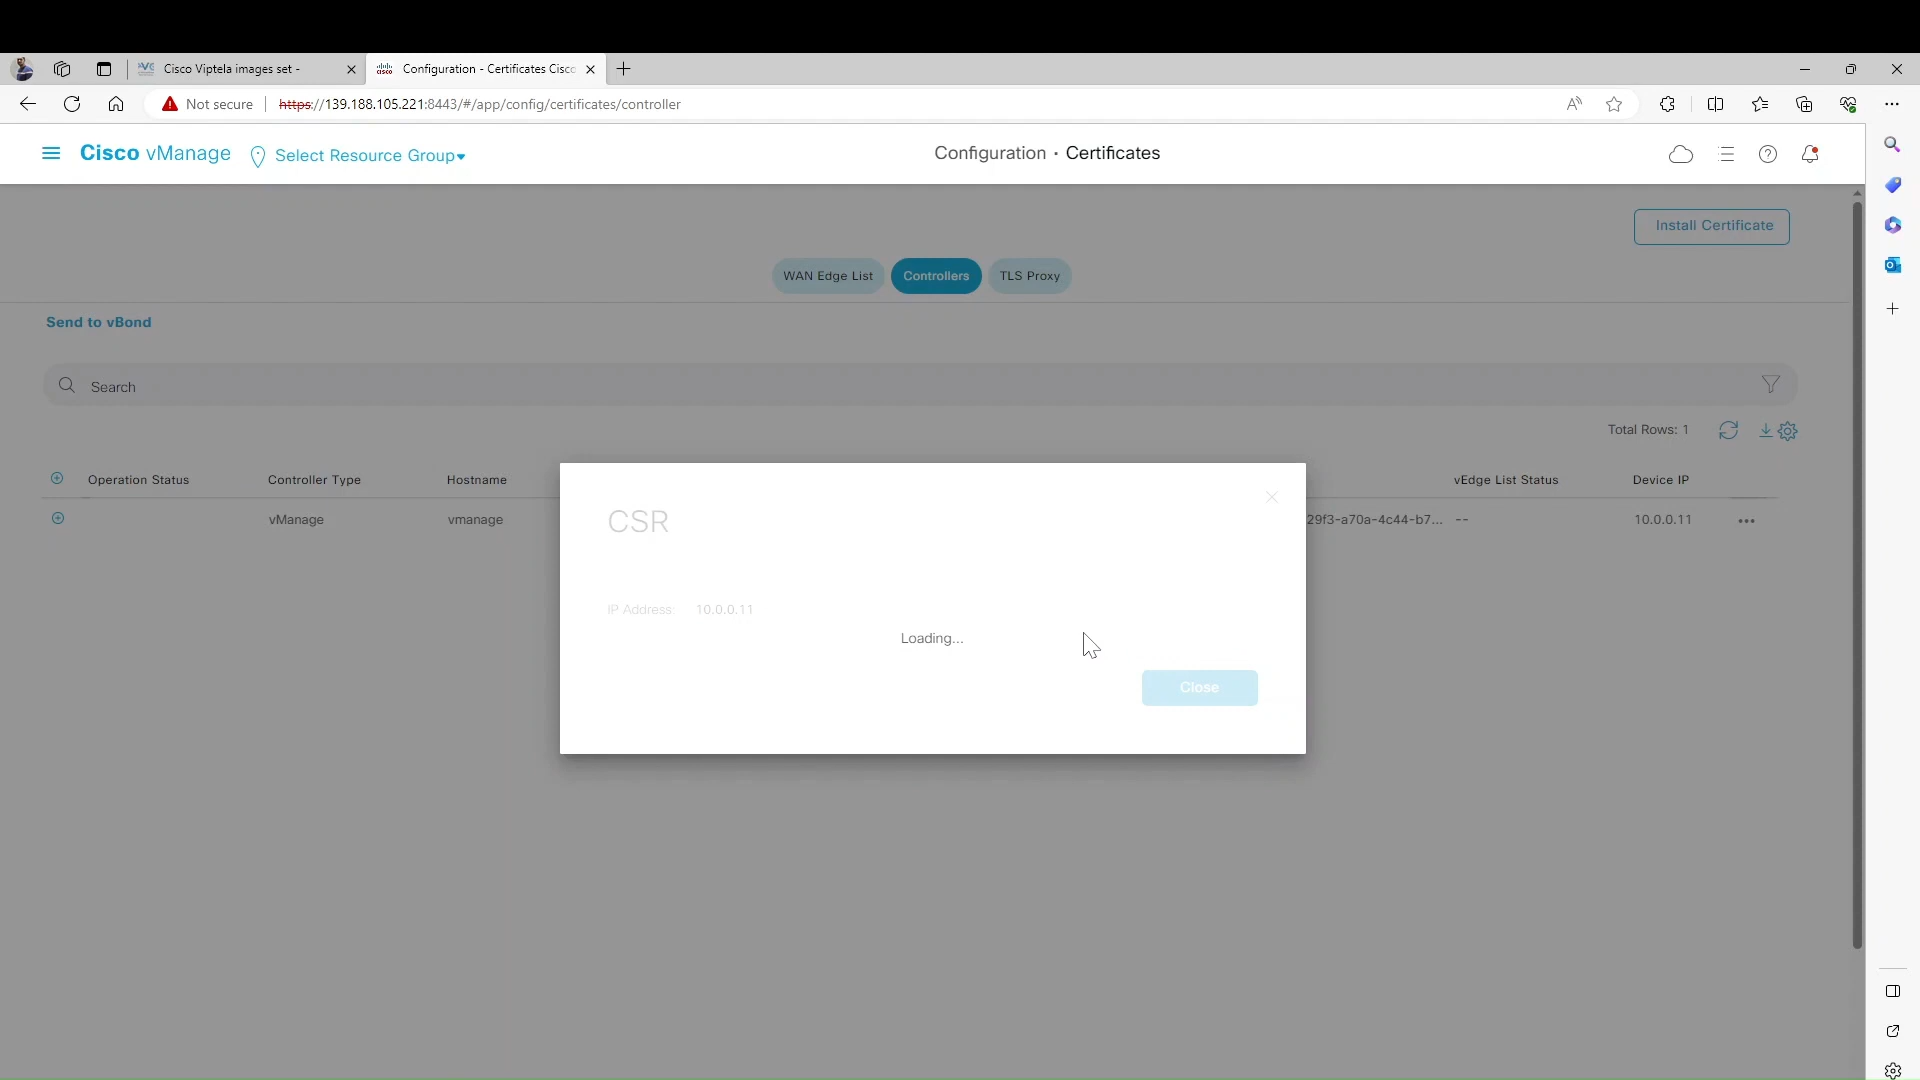 Cisco Viptela images set -
Configuration - Certificates Cisco
Not secure https://139.188.105.221:8443/#/app/config/certificates/controller
Cisco vManage Select Resource Group Configuration · Certificates
Install Certificate
WAN Edge List Controllers TLS Proxy
Send to vBond
Search
Total Rows: 1
Operation Status Controller Type Hostname vEdge List Status Device IP
vManage vmanage 29f3-a70a-4c44-b7... -- 10.0.0.11
CSR
IP Address: 10.0.0.11
Loading...
Close